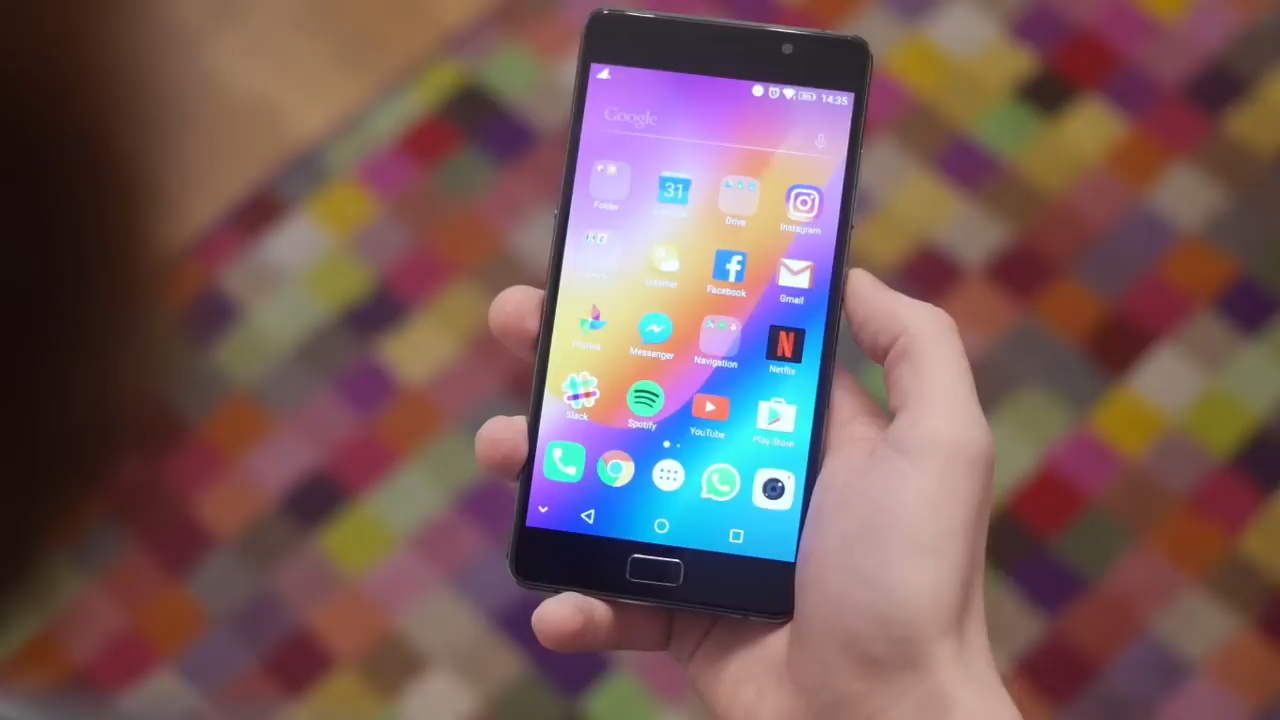 14.35
Google
Folder
31
Drive
Instagram
Facebook
Gmail
Messenger
Navigation
N
Netflix
Slack
Spotify
YouTube
Play Store